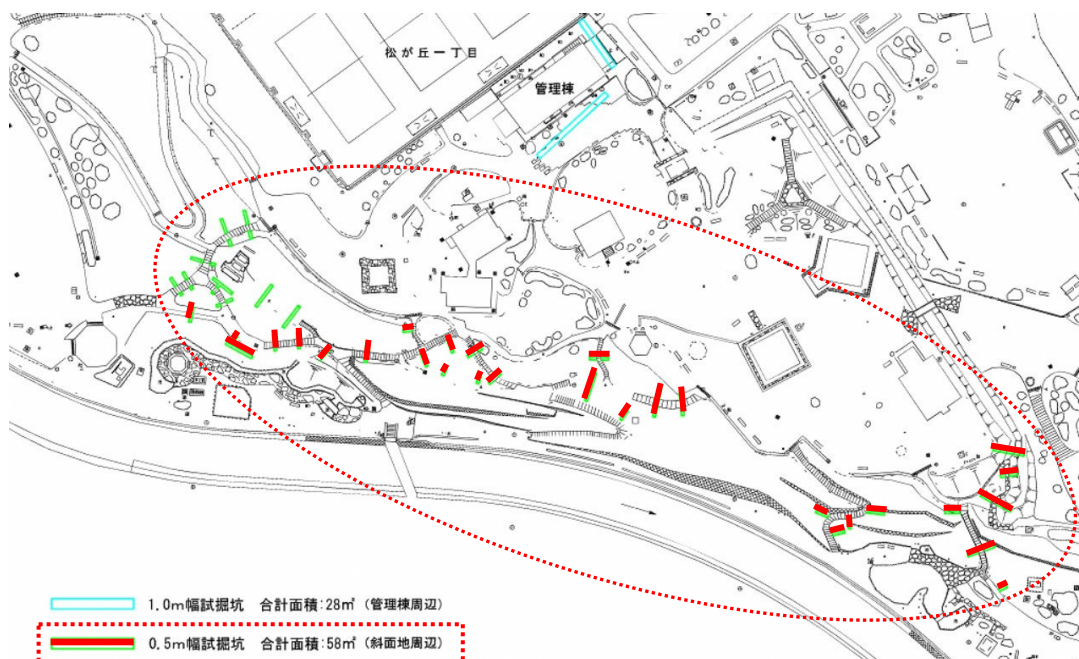 松が丘一丁目
管理棟
1.0m幅試掘坑 合計面積:28㎡ (管理棟周辺)
0.5m幅試掘坑 合計面積:58㎡ (斜面地周辺)